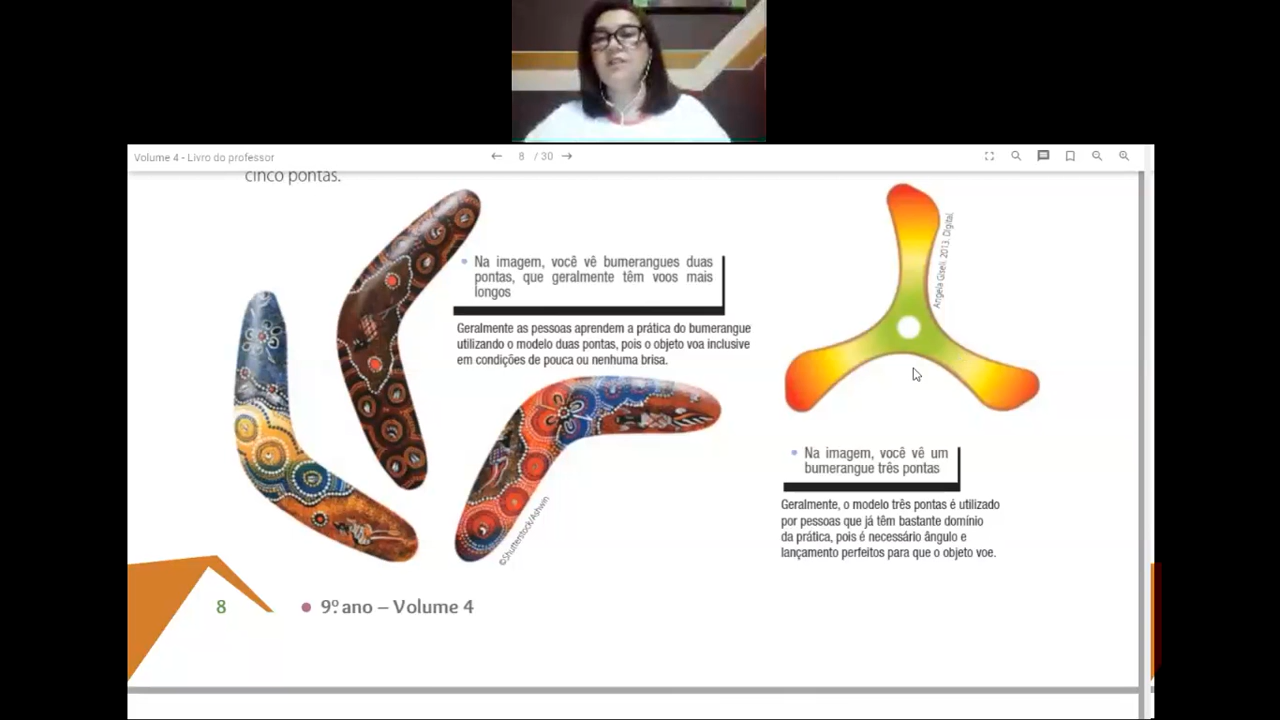 Volume 4 - Livro do professor
8 / 30
cinco pontas.
Na imagem, você vê bumerangues duas
pontas, que geralmente têm voos mais
longos
Geralmente as pessoas aprendem a prática do bumerangue
utilizando o modelo duas pontas, pois o objeto voa inclusive
em condições de pouca ou nenhuma brisa.
©Shutterstock/Ashwin
Angela Giseli. 2013. Digital.
Na imagem, você vê um
bumerangue três pontas
Geralmente, o modelo três pontas é utilizado
por pessoas que já têm bastante domínio
da prática, pois é necessário ângulo e
lançamento perfeitos para que o objeto voe.
8
9º. ano – Volume 4